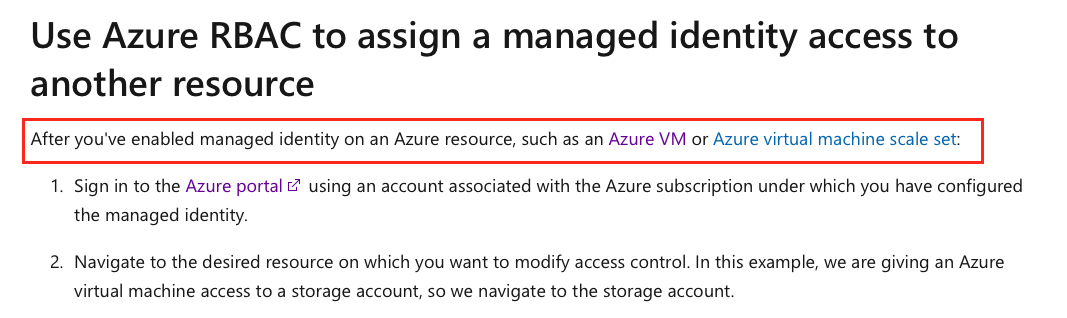 Use Azure RBAC to assign a managed identity access to
another resource
After you've enabled managed identity on an Azure resource, such as an Azure VM or Azure virtual machine scale set:
1. Sign in to the Azure portal using an account associated with the Azure subscription under which you have configured
the managed identity.
2. Navigate to the desired resource on which you want to modify access control. In this example, we are giving an Azure
virtual machine access to a storage account, so we navigate to the storage account.